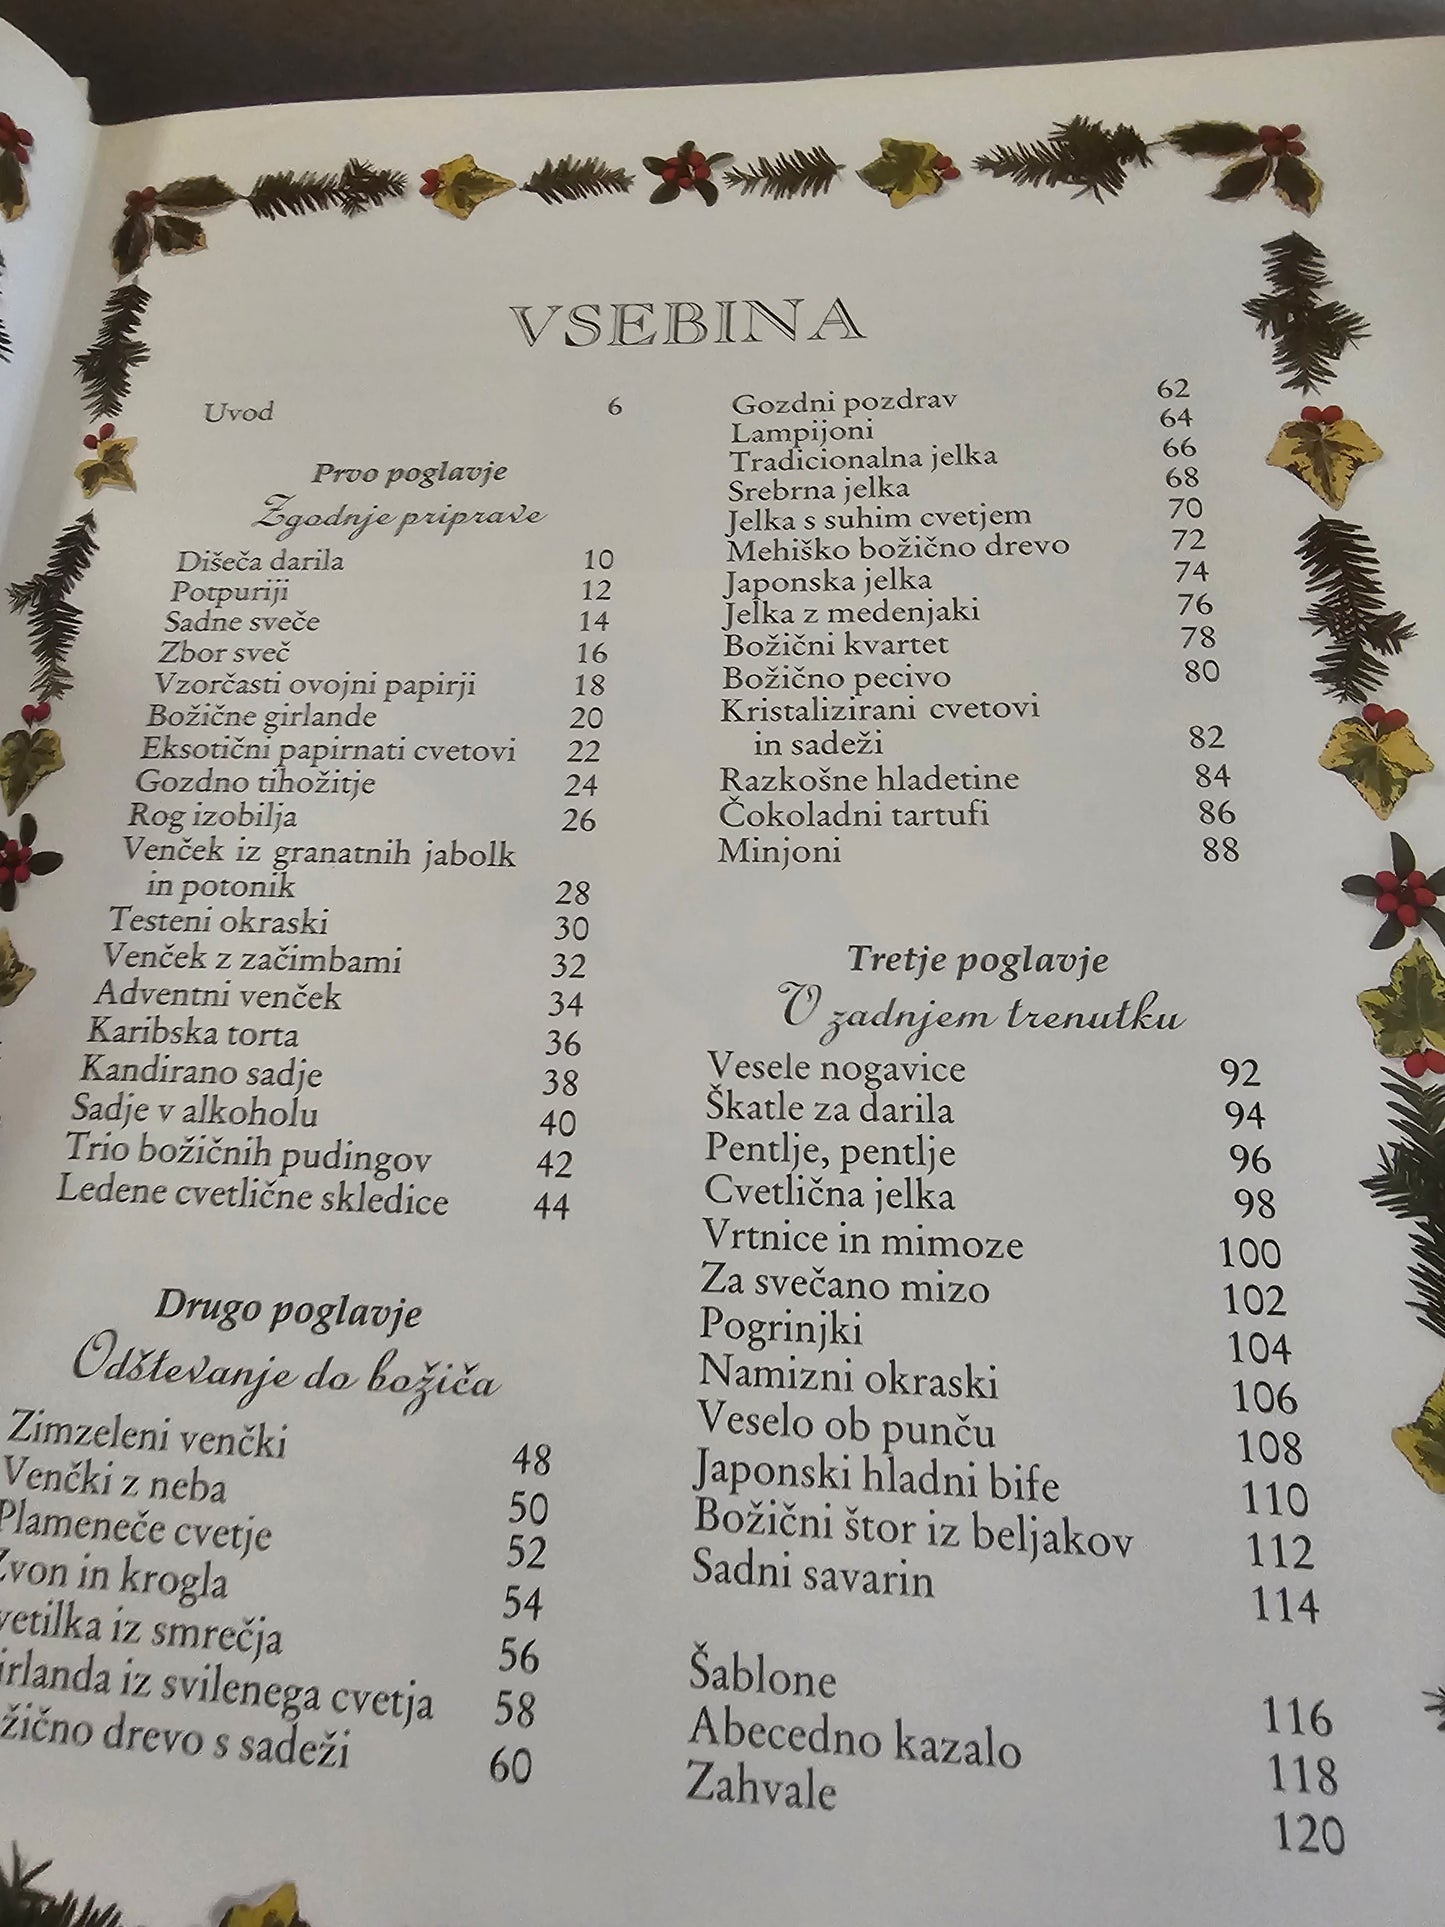 VSEBINA
Uvod 6
Prvo poglavje
Zgodnje priprave
Dišeča darila 10
Potpuriji 12
Sadne sveče 14
Zbor sveč 16
Vzorčasti ovojni papirji 18
Božične girlande 20
Eksotični papirnati cvetovi 22
Gozdno tihožitje 24
Rog izobilja 26
Venček iz granatnih jabolk
in potonik 28
Testeni okraski 30
Venček z začimbami 32
Adventni venček 34
Karibska torta 36
Kandirano sadje 38
Sadje v alkoholu 40
Trio božičnih pudingov 42
Ledene cvetlične skledice 44
Drugo poglavje
Odštevanje do božiča
Zimzeleni venčki 48
Venčki z neba 50
Plameneče cvetje 52
in krogla 54
iz smrečja 56
iz svilenega cvetja 58
drevo s sadeži 60
Gozdni pozdrav 62
Lampijoni 64
Tradicionalna jelka 66
Srebrna jelka 68
Jelka s suhim cvetjem 70
Mehiško božično drevo 72
Japonska jelka 74
Jelka z medenjaki 76
Božični kvartet 78
Božično pecivo 80
Kristalizirani cvetovi
in sadeži 82
Razkošne hladetine 84
Čokoladni tartufi 86
Minjoni 88
Tretje poglavje
V zadnjem trenutku
Vesele nogavice 92
Škatle za darila 94
Pentlje, pentlje 96
Cvetlična jelka 98
Vrtnice in mimoze 100
Za svečano mizo 102
Pogrinjki 104
Namizni okraski 106
Veselo ob punču 108
Japonski hladni bife 110
Božični štor iz beljakov 112
Sadni savarin 114
Šablone 116
Abecedno kazalo 118
Zahvale 120